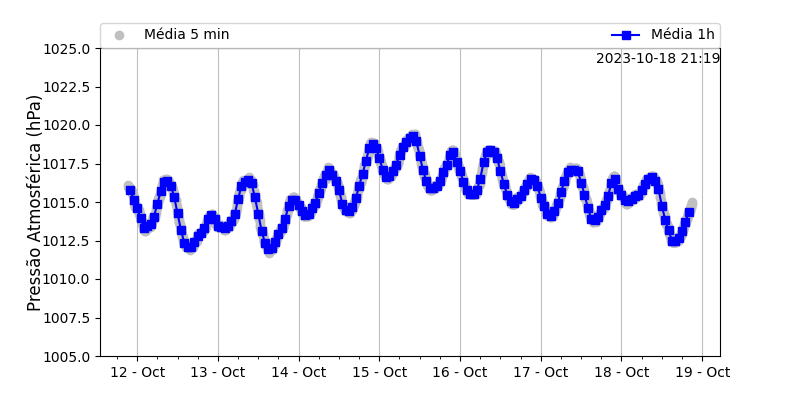 Média 5 min
Média 1h
2023-10-18 21:19
Pressão Atmosférica (hPa)
1025.0
1022.5
1020.0
1017.5
1015.0
1012.5
1010.0
1007.5
1005.0
12 - Oct
13 - Oct
14 - Oct
15 - Oct
16 - Oct
17 - Oct
18 - Oct
19 - Oct